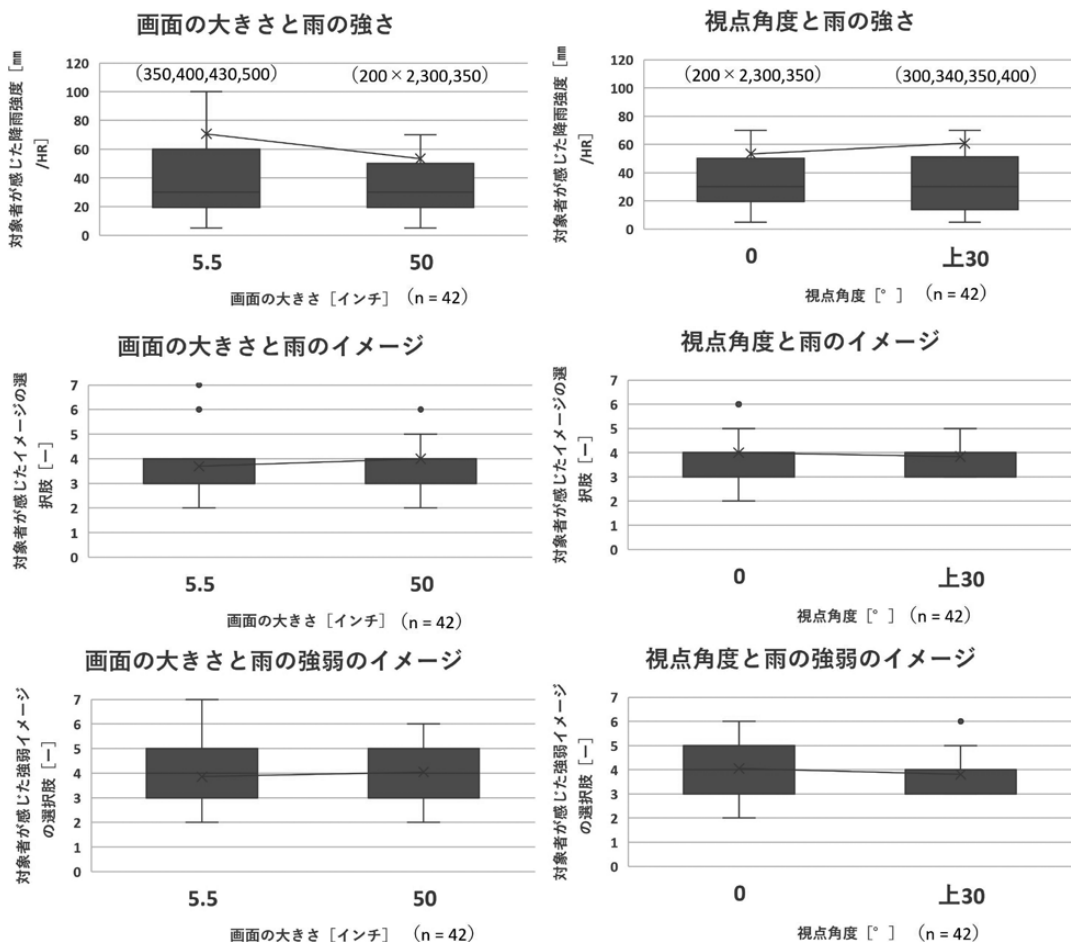 画面の大きさと雨の強さ
対象者が感じた降雨強度［mm
/HR］
120
100
80
60
40
20
0
（350,400,430,500）
（200×2,300,350）
5.5
50
画面の大きさ［インチ］（n = 42）
視点角度と雨の強さ
対象者が感じた降雨強度［mm
/HR］
120
100
80
60
40
20
0
（200×2,300,350）
（300,340,350,400）
0
上30
視点角度［°］（n = 42）
画面の大きさと雨のイメージ
対象者が感じたイメージの選
択肢［ー］
7
6
5
4
3
2
1
0
5.5
50
画面の大きさ［インチ］（n = 42）
視点角度と雨のイメージ
対象者が感じたイメージの選
択肢［ー］
7
6
5
4
3
2
1
0
0
上30
視点角度［°］（n = 42）
画面の大きさと雨の強弱のイメージ
対象者が感じた強弱イメージ
の選択肢［ー］
7
6
5
4
3
2
1
0
5.5
50
画面の大きさ［インチ］（n = 42）
視点角度と雨の強弱のイメージ
対象者が感じた強弱イメージ
の選択肢［ー］
7
6
5
4
3
2
1
0
0
上30
視点角度［°］（n = 42）